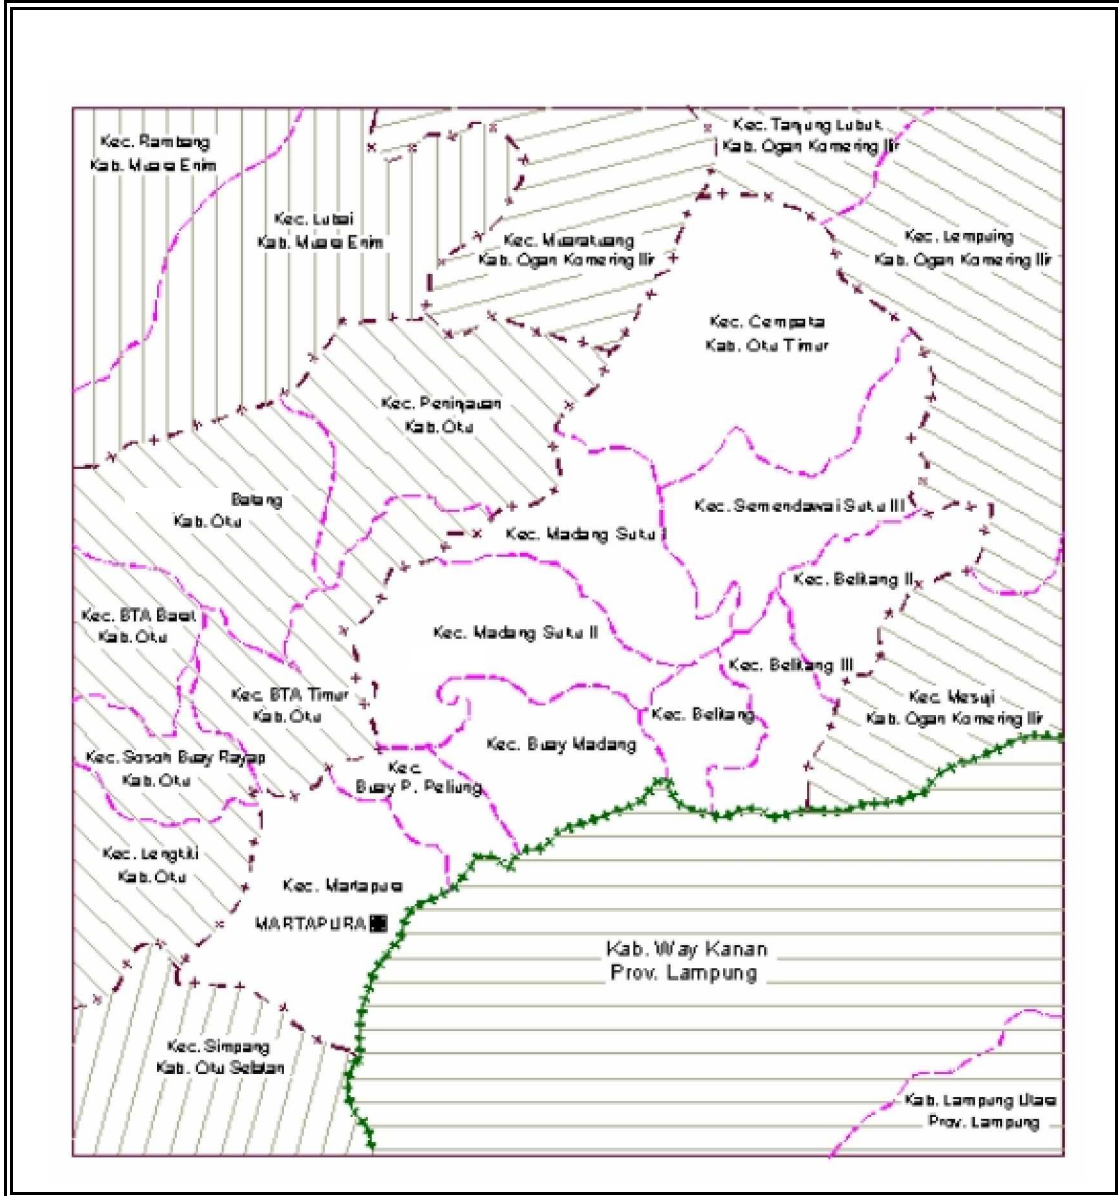 Kec. Rambang
Kab. Muara Enim
Kec. Tanjung Lubuk
Kab. Ogan Komering Ilir
Kec. Lubai
Kab. Muara Enim
Kec. Muarakuang
Kab. Ogan Komering Ilir
Kec. Lempuing
Kab. Ogan Komering Ilir
Kec. Cempaka
Kab. Oku Timur
Kec. Peninjauan
Kab. Oku
Batang
Kab. Oku
Kec. Madang Suku I
Kec. Semendawai Suku III
Kec. Belitang II
Kec. BTA Barat
Kab. Oku
Kec. Madang Suku II
Kec. Belitang III
Kec. BTA Timur
Kab. Oku
Kec. Belitang
Kec. Mesuji
Kab. Ogan Komering Ilir
Kec. Buay Madang
Kec. Sosoh Buay Rayap
Kab. Oku
Kec.
Buay P. Peliung
Kec. Lengkiti
Kab. Oku
Kec. Martapura
MARTAPURA
Kab. Way Kanan
Prov. Lampung
Kec. Simpang
Kab. Oku Selatan
Kab. Lampung Utara
Prov. Lampung